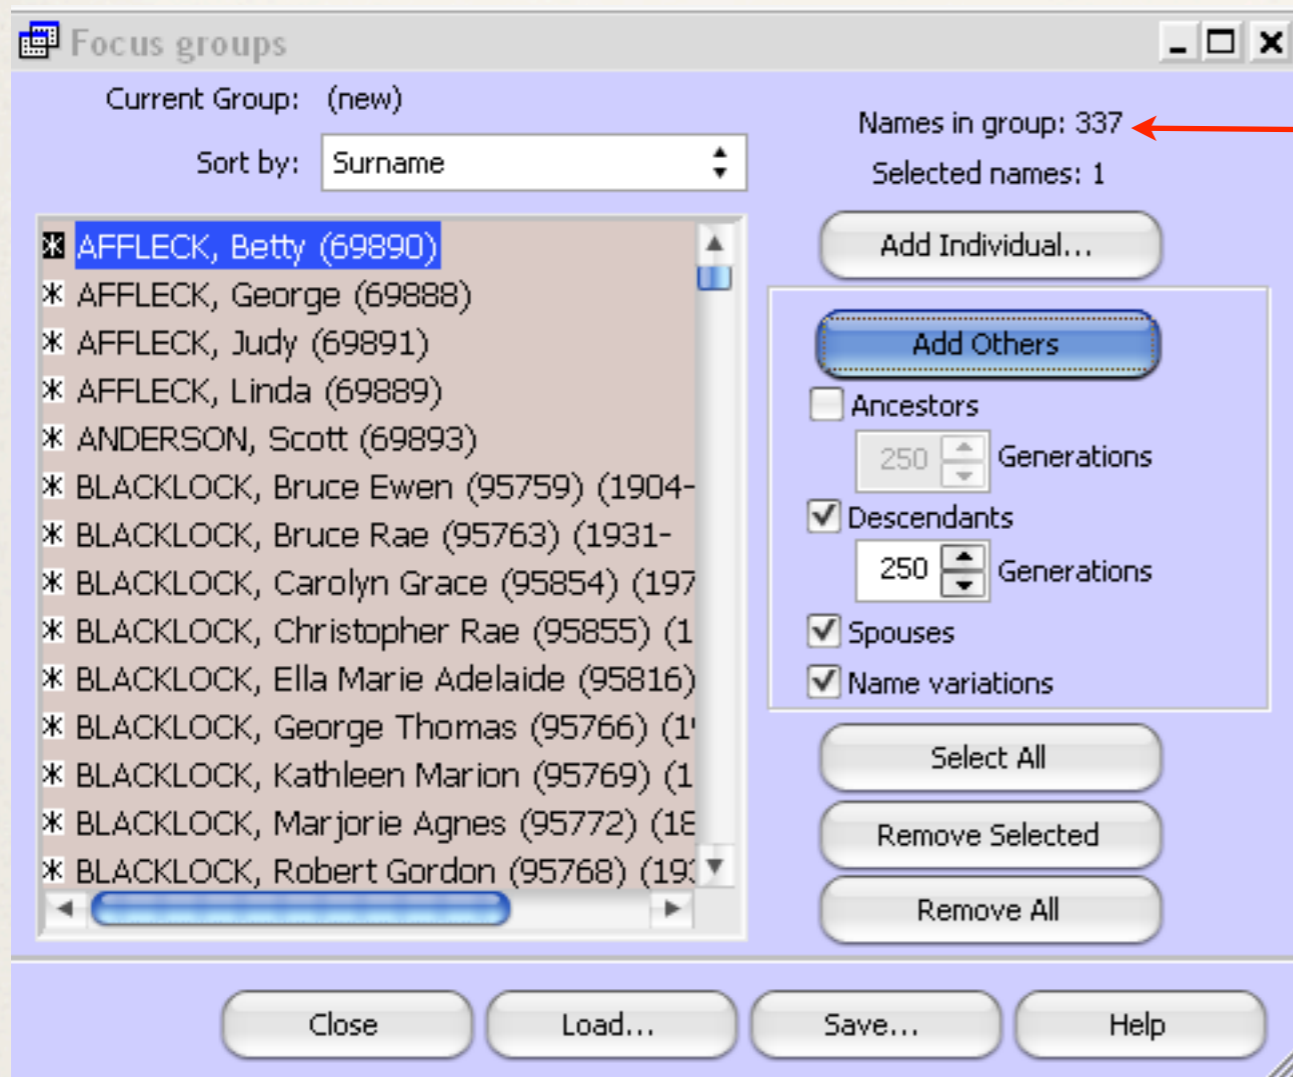 Focus groups
Current Group: (new)
Names in group: 337
Sort by: Surname
Selected names: 1
AFFLECK, Betty (69890)
AFFLECK, George (69888)
AFFLECK, Judy (69891)
AFFLECK, Linda (69889)
ANDERSON, Scott (69893)
BLACKLOCK, Bruce Ewen (95759) (1904-
BLACKLOCK, Bruce Rae (95763) (1931-
BLACKLOCK, Carolyn Grace (95854) (197
BLACKLOCK, Christopher Rae (95855) (1
BLACKLOCK, Ella Marie Adelaide (95816)
BLACKLOCK, George Thomas (95766) (1
BLACKLOCK, Kathleen Marion (95769) (1
BLACKLOCK, Marjorie Agnes (95772) (18
BLACKLOCK, Robert Gordon (95768) (193
Add Individual...
Add Others
Ancestors
250 Generations
Descendants
250 Generations
Spouses
Name variations
Select All
Remove Selected
Remove All
Close
Load...
Save...
Help